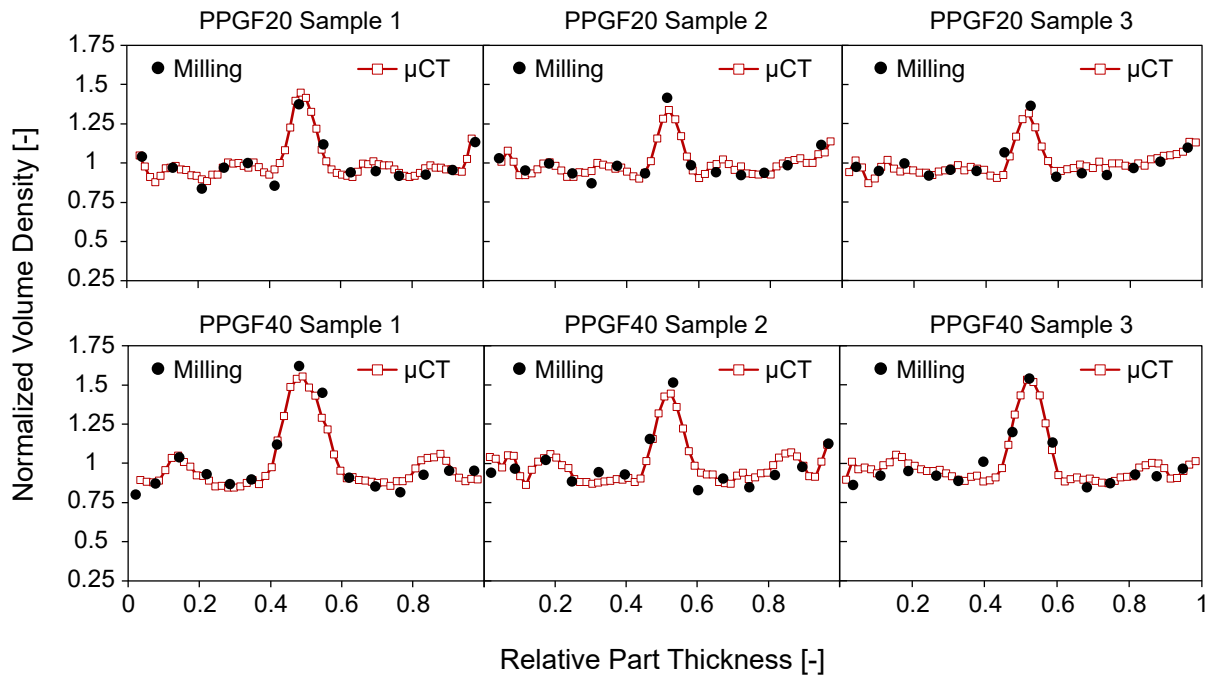 PPGF20 Sample 1 PPGF20 Sample 2 PPGF20 Sample 3
1.75
Milling µCT Milling µCT Milling µCT
1.5
1.25
1
0.75
0.5
0.25
PPGF40 Sample 1 PPGF40 Sample 2 PPGF40 Sample 3
1.75
Milling µCT Milling µCT Milling µCT
1.5
1.25
1
0.75
0.5
0.25
0 0.2 0.4 0.6 0.8 0.2 0.4 0.6 0.8 0.2 0.4 0.6 0.8 1
Normalized Volume Density [-]
Relative Part Thickness [-]